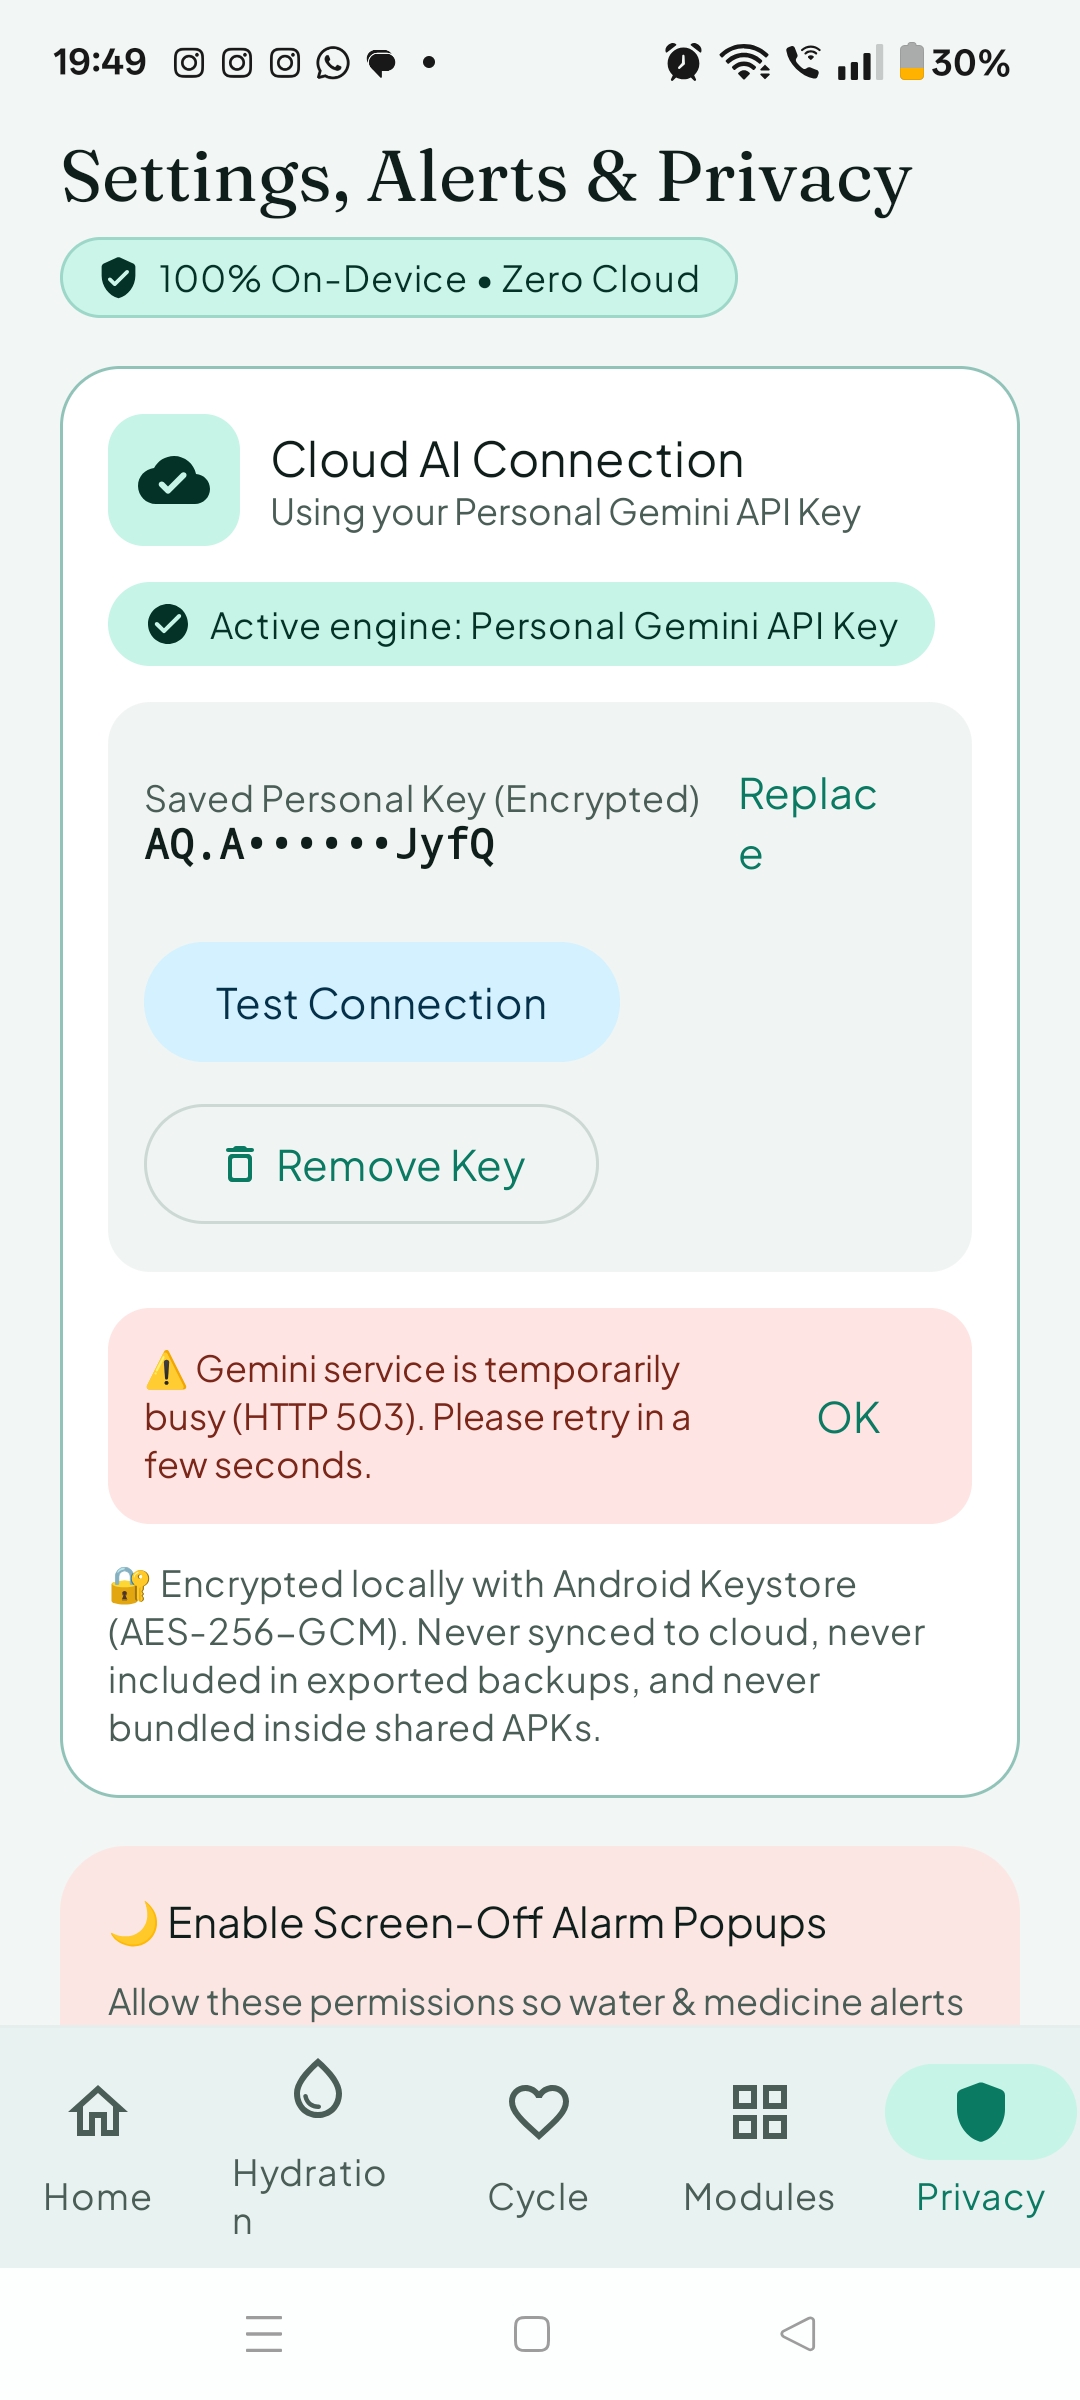 19:49
30%
Settings, Alerts & Privacy
100% On-Device • Zero Cloud
Cloud AI Connection
Using your Personal Gemini API Key
Active engine: Personal Gemini API Key
Saved Personal Key (Encrypted)
AQ.A••••••JyfQ
Replac
e
Test Connection
Remove Key
⚠️ Gemini service is temporarily
busy (HTTP 503). Please retry in a
few seconds.
OK
🔐 Encrypted locally with Android Keystore
(AES-256-GCM). Never synced to cloud, never
included in exported backups, and never
bundled inside shared APKs.
🌙 Enable Screen-Off Alarm Popups
Allow these permissions so water & medicine alerts
Home
Hydratio
n
Cycle
Modules
Privacy